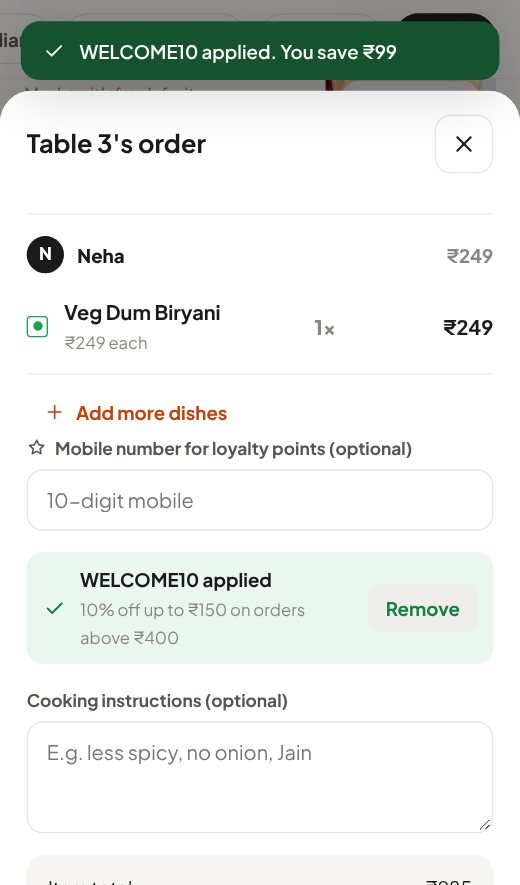 WELCOME10 applied. You save ₹99
Table 3's order
N Neha ₹249
Veg Dum Biryani
₹249 each
1× ₹249
+ Add more dishes
Mobile number for loyalty points (optional)
10-digit mobile
WELCOME10 applied
10% off up to ₹150 on orders
above ₹400
Remove
Cooking instructions (optional)
E.g. less spicy, no onion, Jain